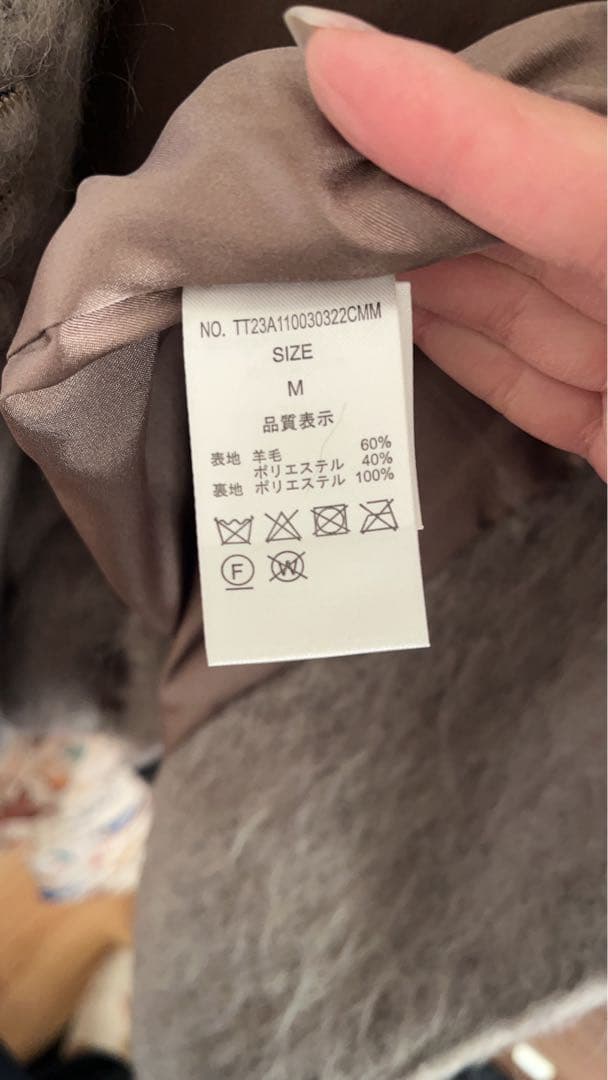 NO. TT23A110030322CMM
SIZE
M
品質表示
表地 羊毛 60%
ポリエステル 40%
裏地 ポリエステル 100%
F W